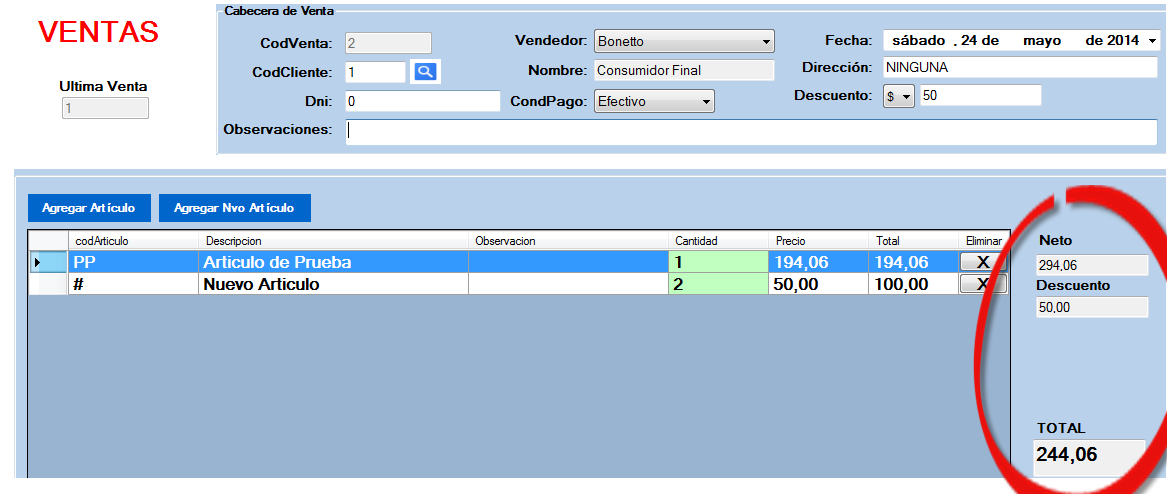 VENTAS
Ultima Venta
1
Cabecera de Venta
CodVenta: 2 Vendedor: Bonetto Fecha: sábado , 24 de mayo de 2014
CodCliente: 1 Nombre: Consumidor Final Dirección: NINGUNA
Dni: 0 CondPago: Efectivo Descuento: $ 50
Observaciones:
Agregar Artículo Agregar Nvo Artículo
codArticulo Descripcion Observacion Cantidad Precio Total Eliminar
PP Articulo de Prueba 1 194,06 194,06 X
# Nuevo Articulo 2 50,00 100,00 X
Neto
294,06
Descuento
50,00
TOTAL
244,06